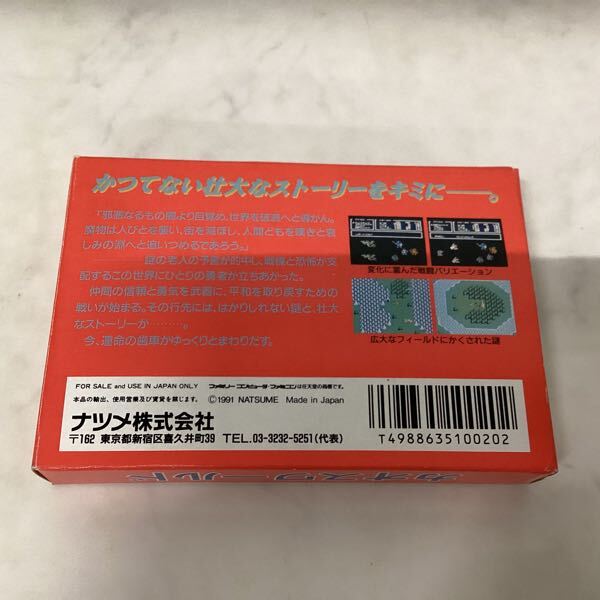 かつてない壮大なストーリーをキミに――。
「邪悪なるもの闇より目覚め、世界を破滅へと導かん。
魔物は人びとを襲い、街を滅ぼし、人間どもを嘆きと哀
しみの淵へと追いつめるであろう。」
謎の老人の予言が的中し、戦慄と恐怖が支
配するこの世界にひとりの勇者が立ちあがった。
仲間の信頼と勇気を武器に、平和を取り戻すための
戦いが始まる。その行先には、はかりしれない謎と、壮大
なストーリーが………。
今、運命の歯車がゆっくりとまわりだす。
変化に富んだ戦闘バリエーション
広大なフィールドにかくされた謎
FOR SALE and USE IN JAPAN ONLY
本品の輸出、使用営業及び賃貸を禁じます。
ファミリーコンピュータ・ファミコンは任天堂の商標です。
©1991 NATSUME Made in Japan
ナツメ株式会社
〒162 東京都新宿区喜久井町39 TEL.03-3232-5251(代表)
T4988635100202
カオスワールド